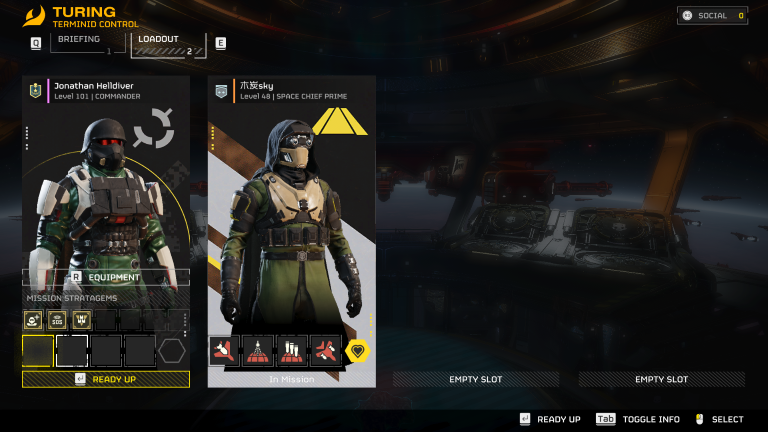 TURING
TERMINID CONTROL
SOCIAL 0
Q
BRIEFING
1
LOADOUT
2
E
Jonathan Helldiver
Level 101 | COMMANDER
木炭sky
Level 48 | SPACE CHIEF PRIME
R EQUIPMENT
MISSION STRATAGEMS
SOS
READY UP
In Mission
EMPTY SLOT
EMPTY SLOT
READY UP
Tab TOGGLE INFO
SELECT